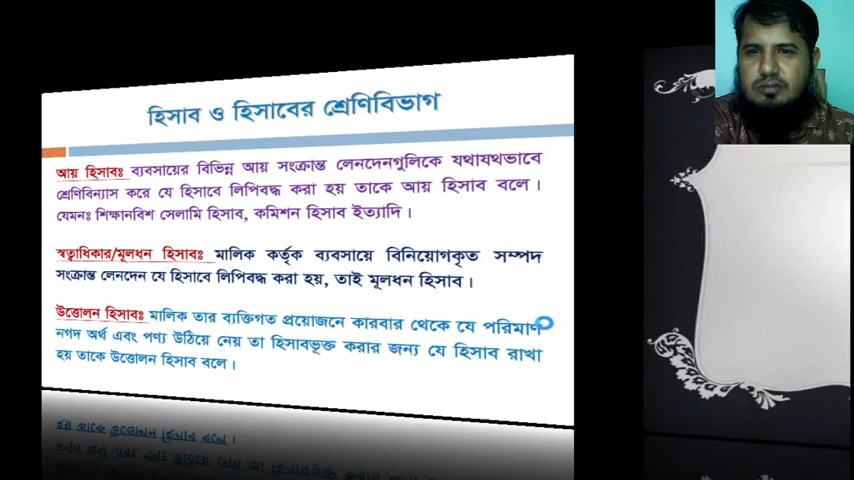 হিসাব ও হিসাবের শ্রেণিবিভাগ
আয় হিসাবঃ ব্যবসায়ের বিভিন্ন আয় সংক্রান্ত লেনদেনগুলিকে যথাযথভাবে
শ্রেণিবিন্যাস করে যে হিসাবে লিপিবদ্ধ করা হয় তাকে আয় হিসাব বলে।
যেমনঃ শিক্ষানবিশ সেলামি হিসাব, কমিশন হিসাব ইত্যাদি।
স্বত্বাধিকার/মূলধন হিসাবঃ মালিক কর্তৃক ব্যবসায়ে বিনিয়োগকৃত সম্পদ
সংক্রান্ত লেনদেন যে হিসাবে লিপিবদ্ধ করা হয়, তাই মূলধন হিসাব।
উত্তোলন হিসাবঃ মালিক তার ব্যক্তিগত প্রয়োজনে কারবার থেকে যে পরিমাণ
নগদ অর্থ এবং পণ্য উঠিয়ে নেয় তা হিসাবভূক্ত করার জন্য যে হিসাব রাখা
হয় তাকে উত্তোলন হিসাব বলে।